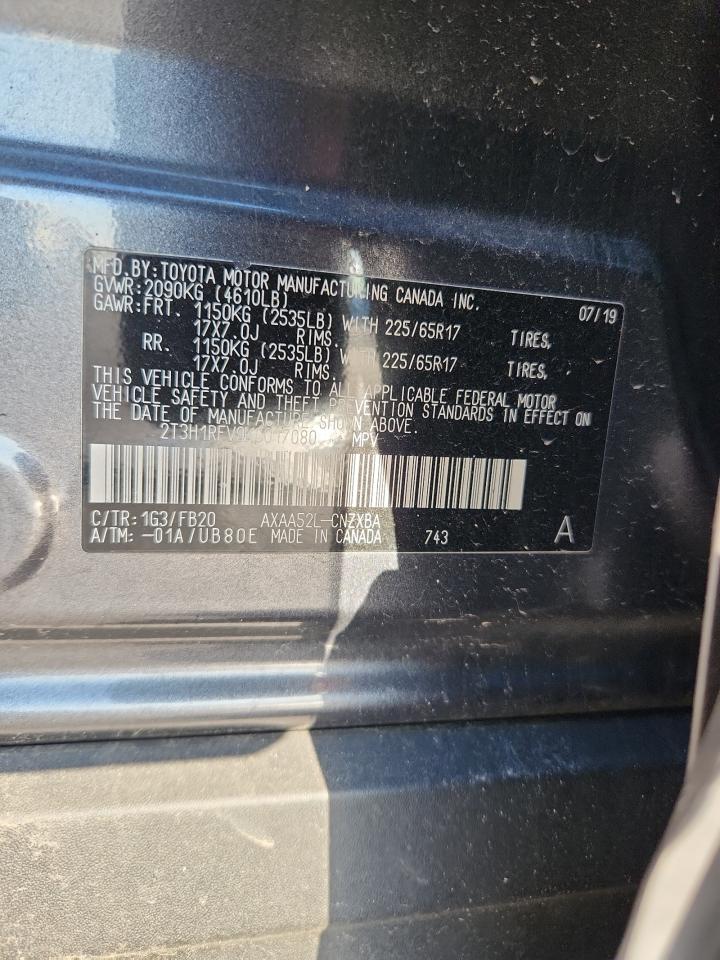 MFD.BY:TOYOTA MOTOR MANUFACTURING CANADA INC. 07/19
GVWR:2090KG (4610LB)
GAWR:FRT. 1150KG (2535LB) WITH 225/65R17 TIRES,
17X7.0J RIMS.
RR. 1150KG (2535LB) WITH 225/65R17 TIRES,
17X7.0J RIMS.
THIS VEHICLE CONFORMS TO ALL APPLICABLE FEDERAL MOTOR
VEHICLE SAFETY AND THEFT PREVENTION STANDARDS IN EFFECT ON
THE DATE OF MANUFACTURE SHOWN ABOVE.
MPV
C/TR: 1G3/FB20 AXAA52L-CNZXBA
A/TM: -01A/UB80E MADE IN CANADA 743 A